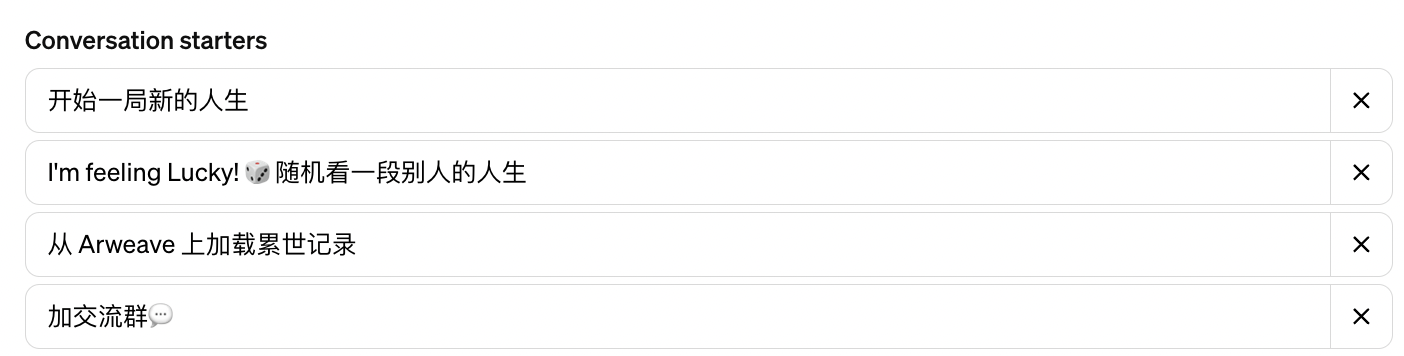 Conversation starters
开始一局新的人生
I'm feeling Lucky! 🎲 随机看一段别人的人生
从 Arweave 上加载累世记录
加交流群💬